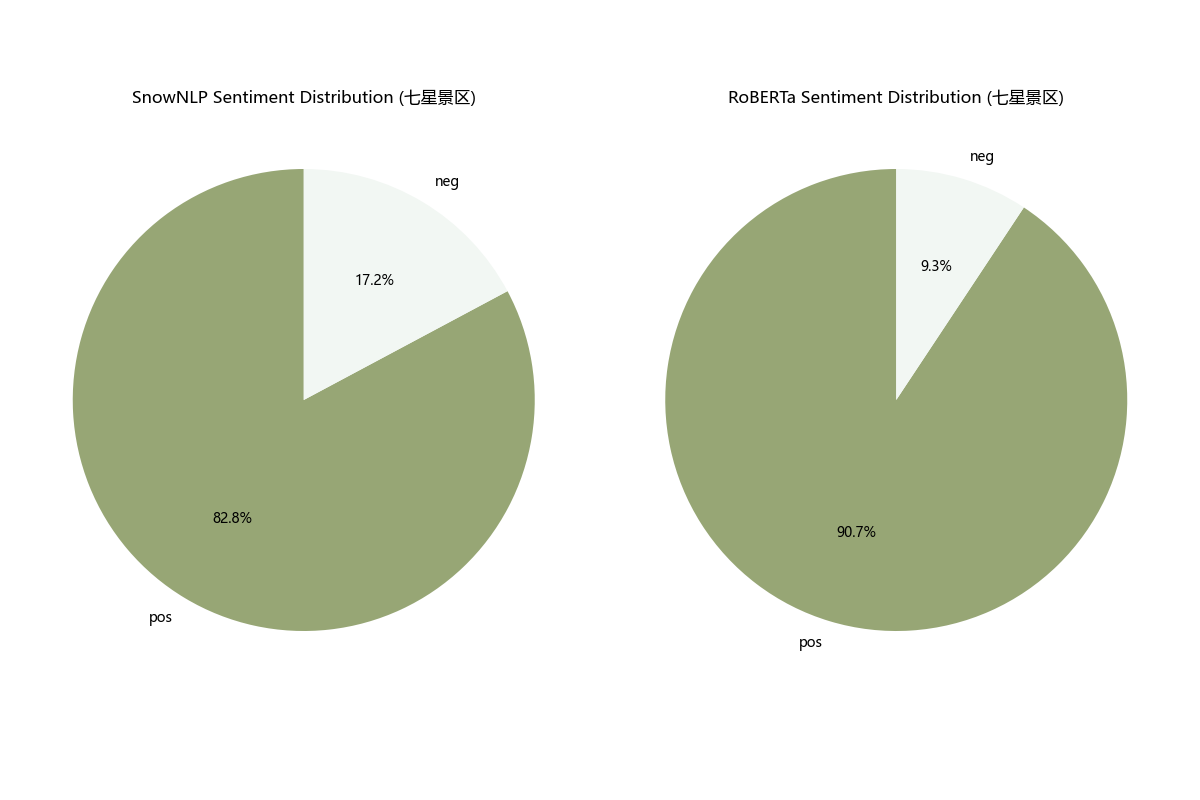 SnowNLP Sentiment Distribution (七星景区)
neg
17.2%
82.8%
pos
RoBERTa Sentiment Distribution (七星景区)
neg
9.3%
90.7%
pos